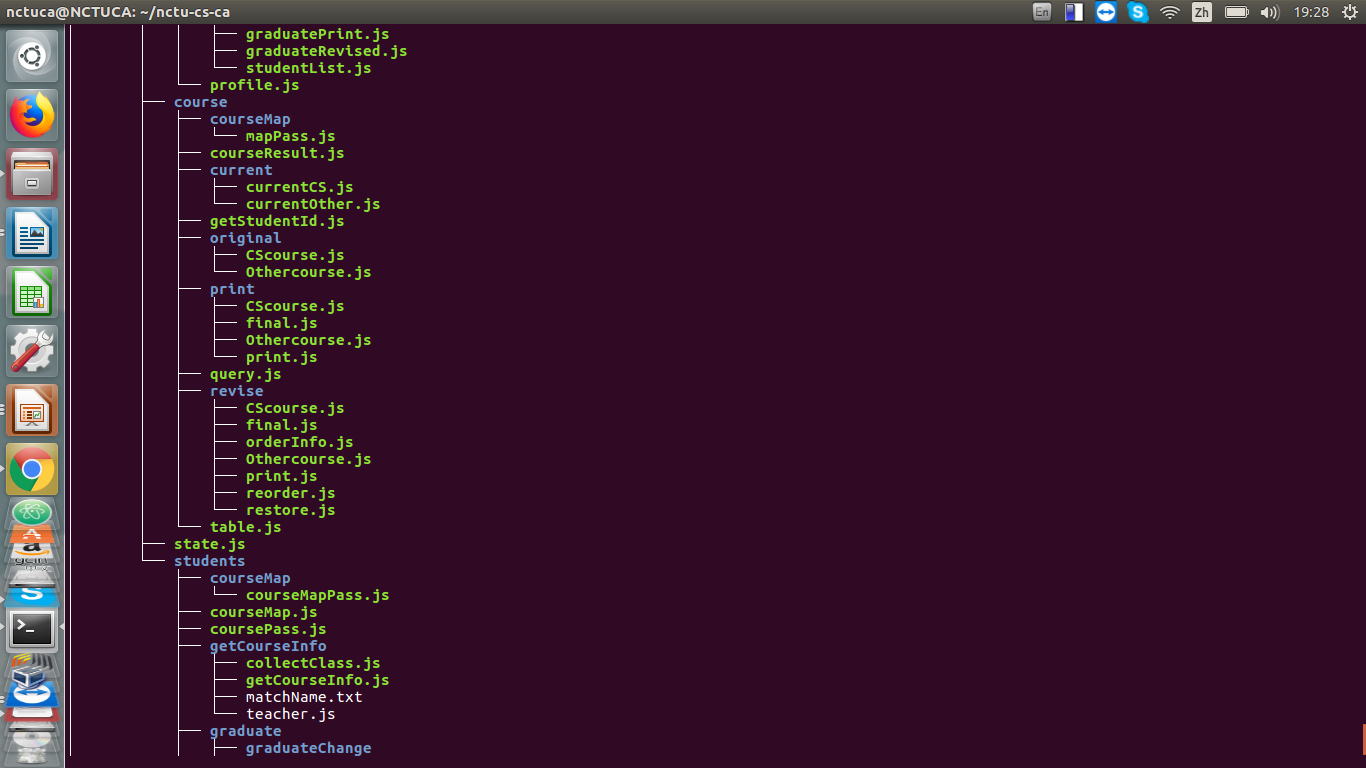 nctuca@NCTUCA: ~/nctu-cs-ca
En
Zh
19:28
graduatePrint.js
graduateRevised.js
studentList.js
profile.js
course
courseMap
mapPass.js
courseResult.js
current
currentCS.js
currentOther.js
getStudentId.js
original
CScourse.js
Othercourse.js
print
CScourse.js
final.js
Othercourse.js
print.js
query.js
revise
CScourse.js
final.js
orderInfo.js
Othercourse.js
print.js
reorder.js
restore.js
table.js
state.js
students
courseMap
courseMapPass.js
courseMap.js
coursePass.js
getCourseInfo
collectClass.js
getCourseInfo.js
matchName.txt
teacher.js
graduate
graduateChange